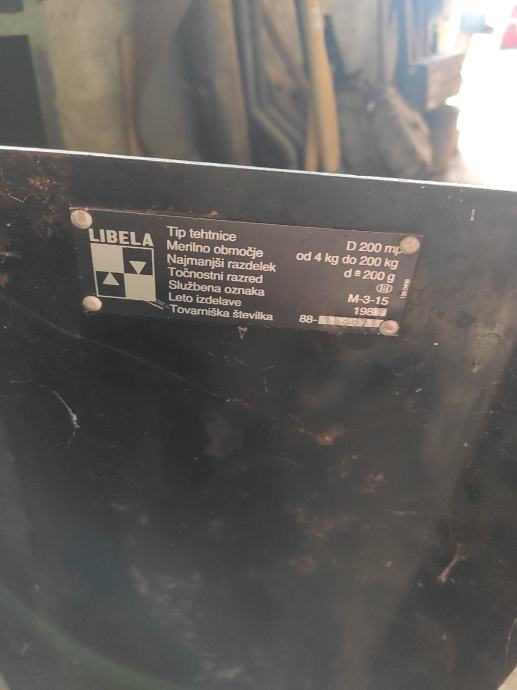 LIBELA
Tip tehtnice D 200 mp
Merilno območje od 4 kg do 200 kg
Najmanjši razdelek d = 200 g
Točnostni razred III
Službena oznaka M-3-15
Leto izdelave
Tovarniška številka 88-